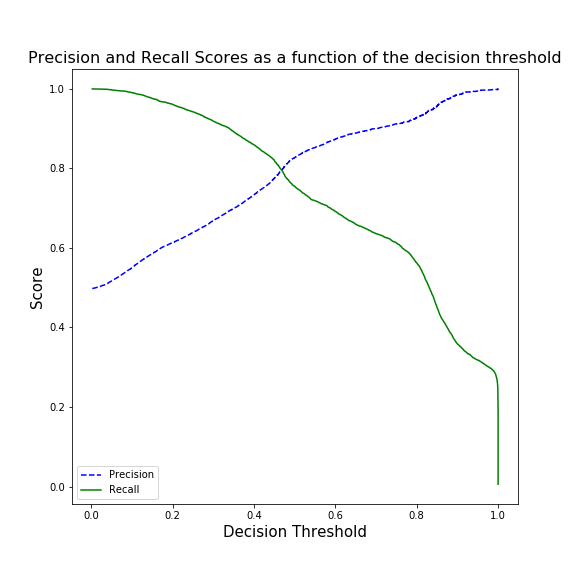 Precision and Recall Scores as a function of the decision threshold
1.0
0.8
0.6
0.4
0.2
0.0
Score
Precision
Recall
0.0 0.2 0.4 0.6 0.8 1.0
Decision Threshold